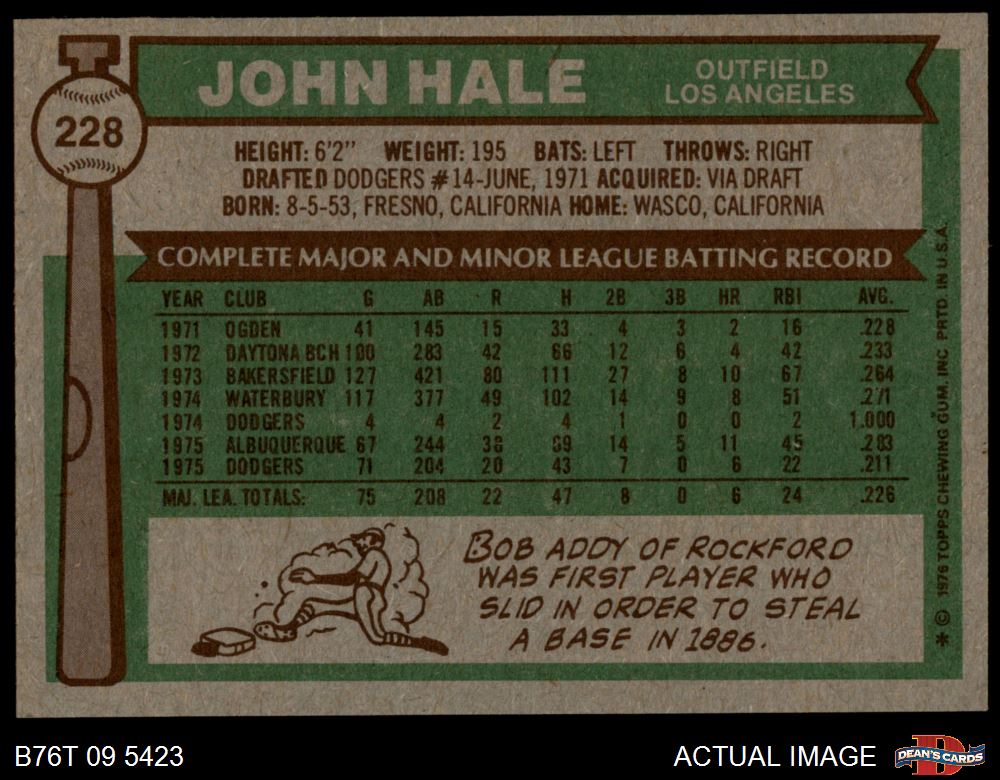 228
JOHN HALE
OUTFIELD
LOS ANGELES
HEIGHT: 6'2" WEIGHT: 195 BATS: LEFT THROWS: RIGHT
DRAFTED DODGERS #14-JUNE, 1971 ACQUIRED: VIA DRAFT
BORN: 8-5-53, FRESNO, CALIFORNIA HOME: WASCO, CALIFORNIA
COMPLETE MAJOR AND MINOR LEAGUE BATTING RECORD
YEAR CLUB G AB R H 2B 3B HR RBI AVG.
1971 OGDEN 41 145 15 33 4 3 2 16 .228
1972 DAYTONA BCH 100 283 42 66 12 6 4 42 .233
1973 BAKERSFIELD 127 421 80 111 27 8 10 67 .264
1974 WATERBURY 117 377 49 102 14 9 8 51 .271
1974 DODGERS 4 4 2 4 1 0 0 2 1.000
1975 ALBUQUERQUE 67 244 38 69 14 5 11 45 .283
1975 DODGERS 71 204 20 43 7 0 6 22 .211
MAJ. LEA. TOTALS: 75 208 22 47 8 0 6 24 .226
BOB ADDY OF ROCKFORD
WAS FIRST PLAYER WHO
SLID IN ORDER TO STEAL
A BASE IN 1886.
* © 1976 TOPPS CHEWING GUM, INC PRTD. IN U.S.A.
B76T 09 5423
ACTUAL IMAGE
D
DEAN'S CARDS